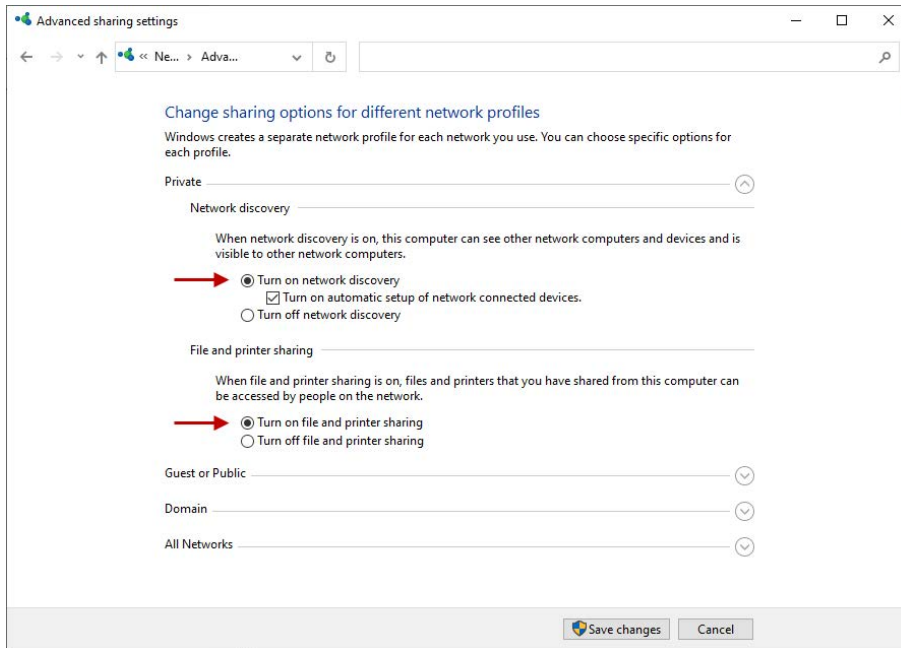 Advanced sharing settings
« Ne... › Adva...
Change sharing options for different network profiles
Windows creates a separate network profile for each network you use. You can choose specific options for
each profile.
Private
Network discovery
When network discovery is on, this computer can see other network computers and devices and is
visible to other network computers.
Turn on network discovery
Turn on automatic setup of network connected devices.
Turn off network discovery
File and printer sharing
When file and printer sharing is on, files and printers that you have shared from this computer can
be accessed by people on the network.
Turn on file and printer sharing
Turn off file and printer sharing
Guest or Public
Domain
All Networks
Save changes Cancel